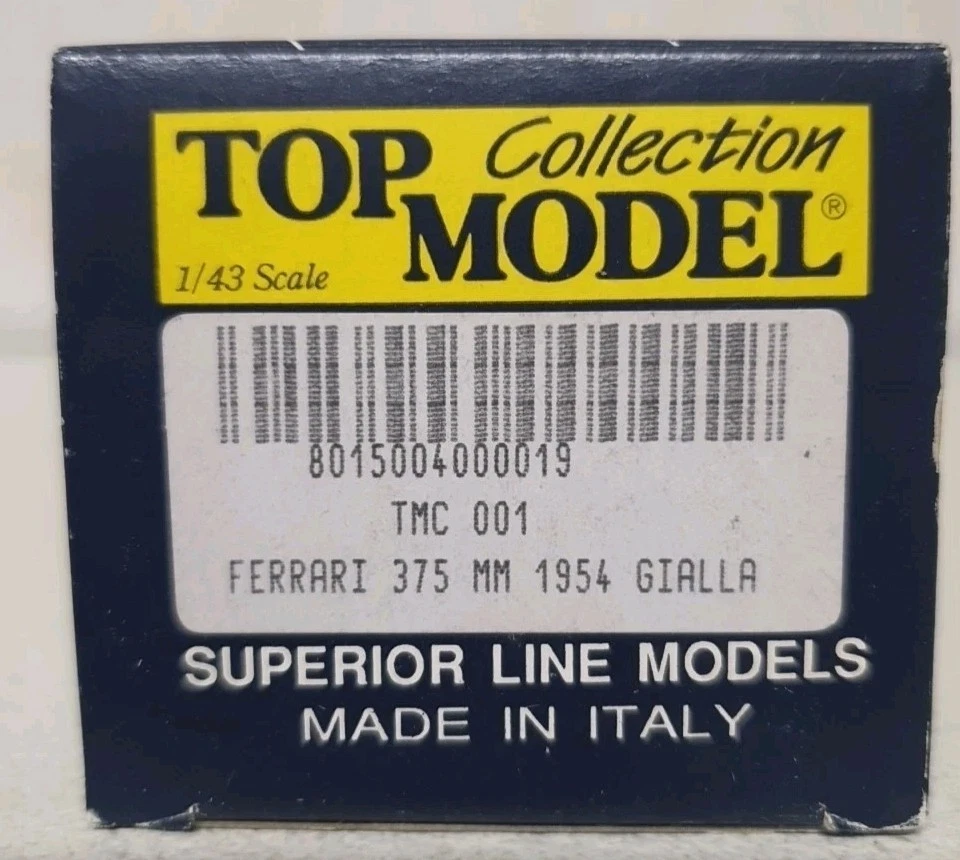 TOP Collection
MODEL®
1/43 Scale
8015004000019
TMC 001
FERRARI 375 MM 1954 GIALLA
SUPERIOR LINE MODELS
MADE IN ITALY